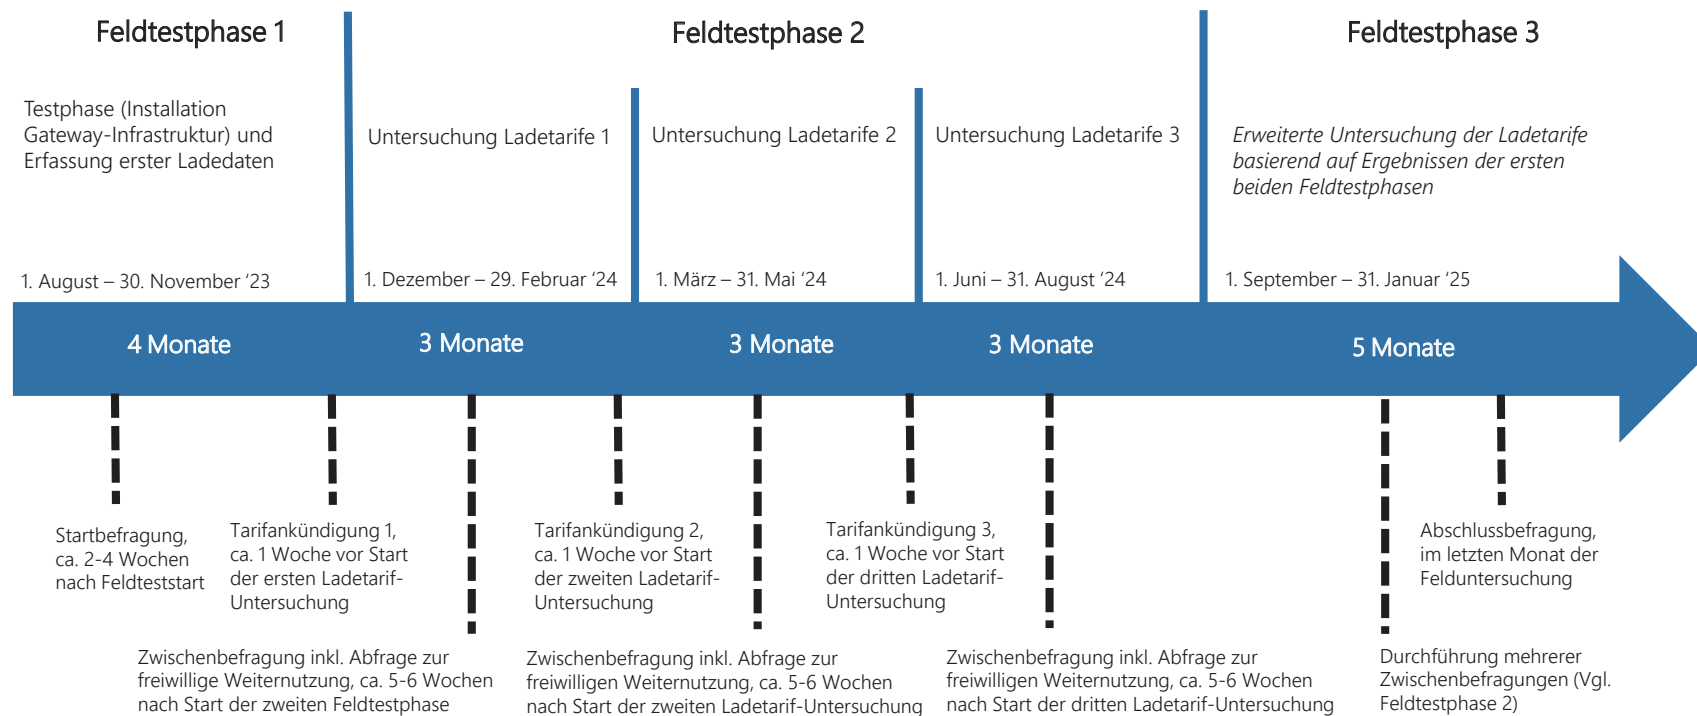 Feldtestphase 1
Feldtestphase 2
Feldtestphase 3
Testphase (Installation
Gateway-Infrastruktur) und
Erfassung erster Ladedaten
Untersuchung Ladetarife 1
Untersuchung Ladetarife 2
Untersuchung Ladetarife 3
Erweiterte Untersuchung der Ladetarife
basierend auf Ergebnissen der ersten
beiden Feldtestphasen
1. August – 30. November ‘23
1. Dezember – 29. Februar ‘24
1. März – 31. Mai ‘24
1. Juni – 31. August ‘24
1. September – 31. Januar ‘25
4 Monate
3 Monate
3 Monate
3 Monate
5 Monate
Startbefragung,
ca. 2-4 Wochen
nach Feldteststart
Tarifankündigung 1,
ca. 1 Woche vor Start
der ersten Ladetarif-
Untersuchung
Tarifankündigung 2,
ca. 1 Woche vor Start
der zweiten Ladetarif-
Untersuchung
Tarifankündigung 3,
ca. 1 Woche vor Start
der dritten Ladetarif-
Untersuchung
Abschlussbefragung,
im letzten Monat der
Felduntersuchung
Zwischenbefragung inkl. Abfrage zur
freiwillige Weiternutzung, ca. 5-6 Wochen
nach Start der zweiten Feldtestphase
Zwischenbefragung inkl. Abfrage zur
freiwilligen Weiternutzung, ca. 5-6 Wochen
nach Start der zweiten Ladetarif-Untersuchung
Zwischenbefragung inkl. Abfrage zur
freiwilligen Weiternutzung, ca. 5-6 Wochen
nach Start der dritten Ladetarif-Untersuchung
Durchführung mehrerer
Zwischenbefragungen (Vgl.
Feldtestphase 2)